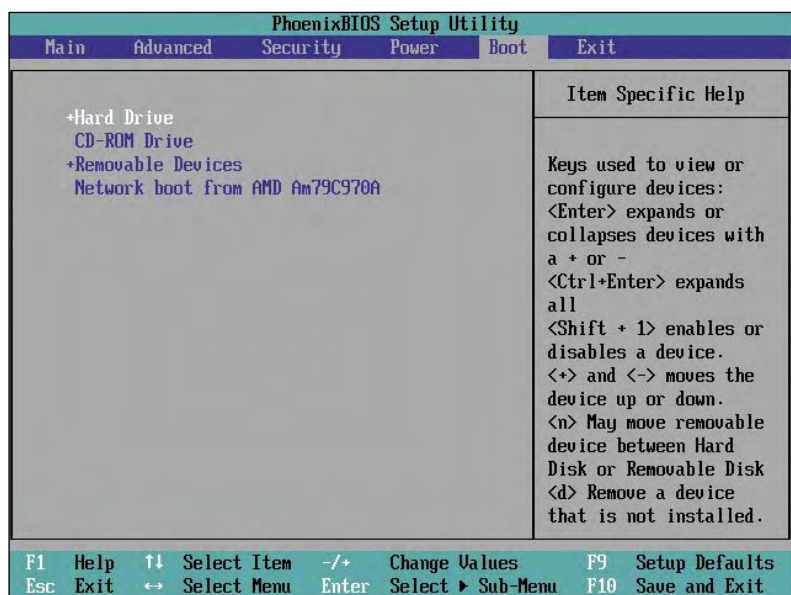 PhoenixBIOS Setup Utility
Main Advanced Security Power Boot Exit
+Hard Drive
CD-ROM Drive
+Removable Devices
Network boot from AMD Am79C970A
Item Specific Help
Keys used to view or
configure devices:
<Enter> expands or
collapses devices with
a + or -
<Ctrl+Enter> expands
all
<Shift + 1> enables or
disables a device.
<+> and <-> moves the
device up or down.
<n> May move removable
device between Hard
Disk or Removable Disk
<d> Remove a device
that is not installed.
F1 Help ↑↓ Select Item -/+ Change Values F9 Setup Defaults
Esc Exit ↔ Select Menu Enter Select ▶ Sub-Menu F10 Save and Exit